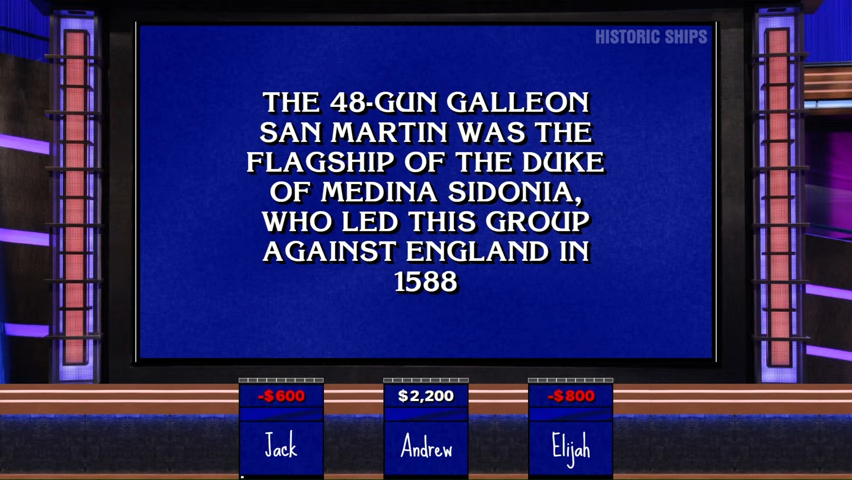 HISTORIC SHIPS
THE 48-GUN GALLEON
SAN MARTIN WAS THE
FLAGSHIP OF THE DUKE
OF MEDINA SIDONIA,
WHO LED THIS GROUP
AGAINST ENGLAND IN
1588
-$600
$2,200
-$800
Jack
Andrew
Elijah